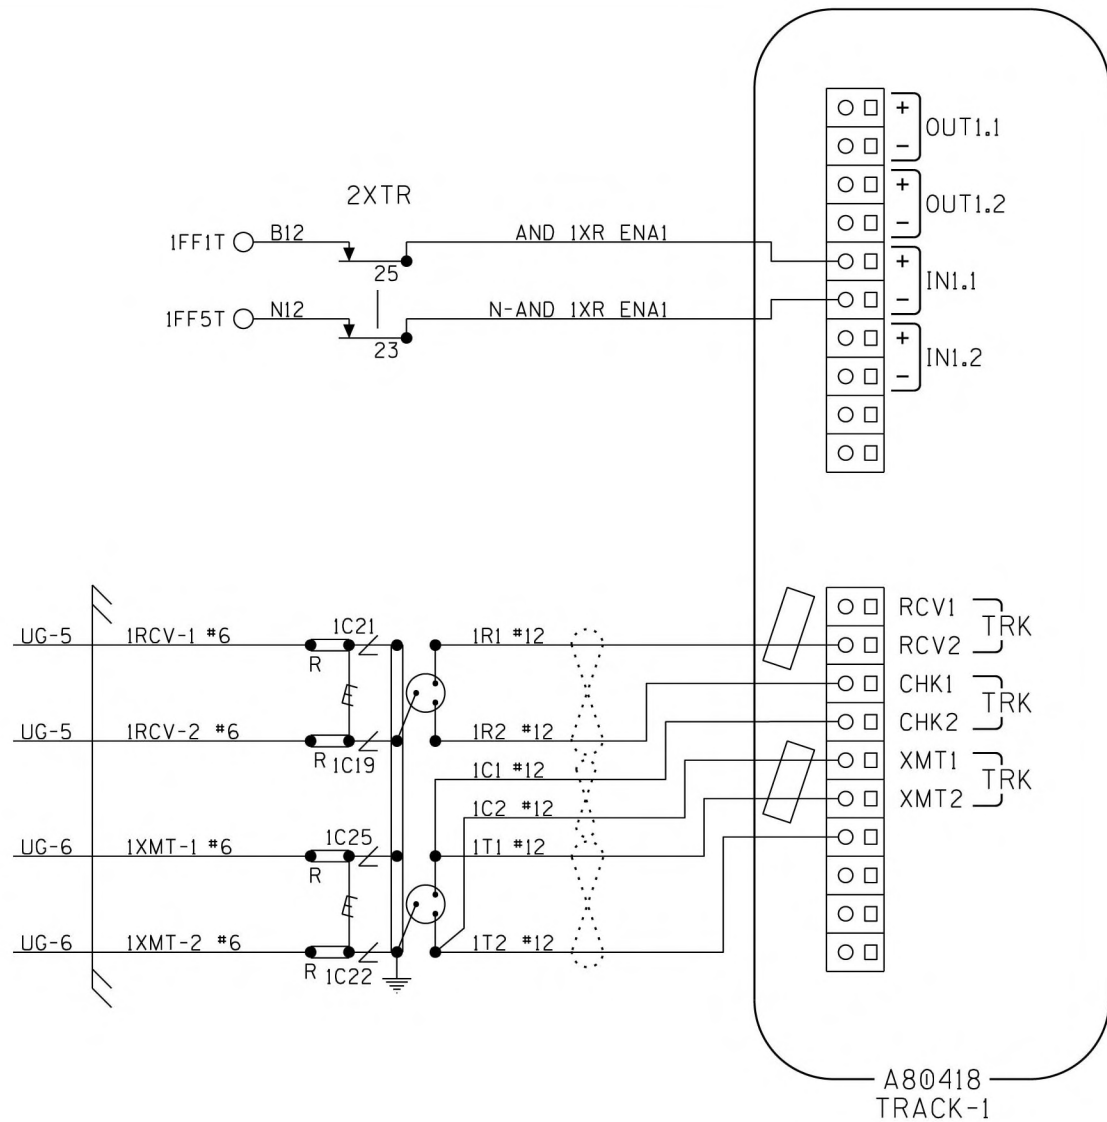 +
OUT1.1
−
2XTR
+
OUT1.2
−
1FF1T
B12
AND 1XR ENA1
25
+
IN1.1
−
1FF5T
N12
N-AND 1XR ENA1
23
+
IN1.2
−
RCV1
TRK
RCV2
UG-5
1RCV-1 #6
1C21
R
1R1 #12
CHK1
TRK
CHK2
E
UG-5
1RCV-2 #6
R
1C19
1R2 #12
1C1 #12
XMT1
TRK
XMT2
1C2 #12
UG-6
1XMT-1 #6
1C25
R
1T1 #12
E
UG-6
1XMT-2 #6
R
1C22
1T2 #12
A80418
TRACK-1